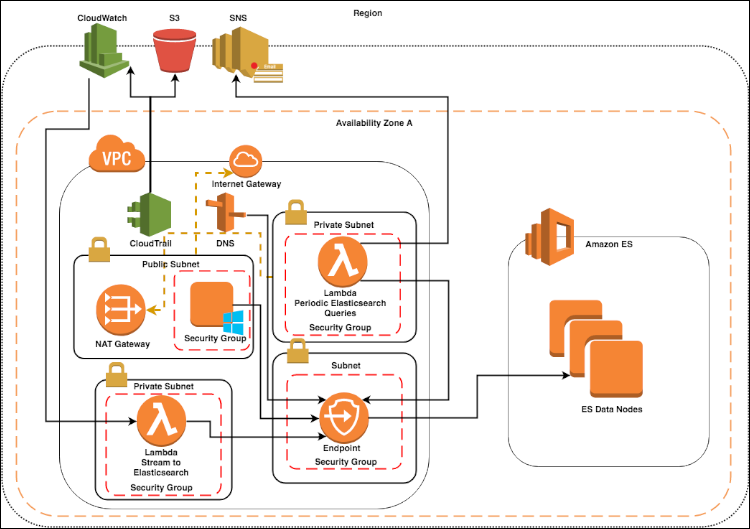 Region
CloudWatch
S3
SNS
Email
Availability Zone A
VPC
Internet Gateway
CloudTrail
DNS
Private Subnet
Lambda
Periodic Elasticsearch
Queries
Security Group
Amazon ES
Public Subnet
NAT Gateway
Security Group
ES Data Nodes
Private Subnet
Lambda
Stream to
Elasticsearch
Security Group
Subnet
Endpoint
Security Group